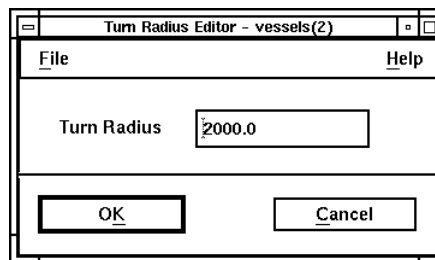 Turn Radius Editor - vessels(2)
File Help
Turn Radius 2000.0
OK Cancel